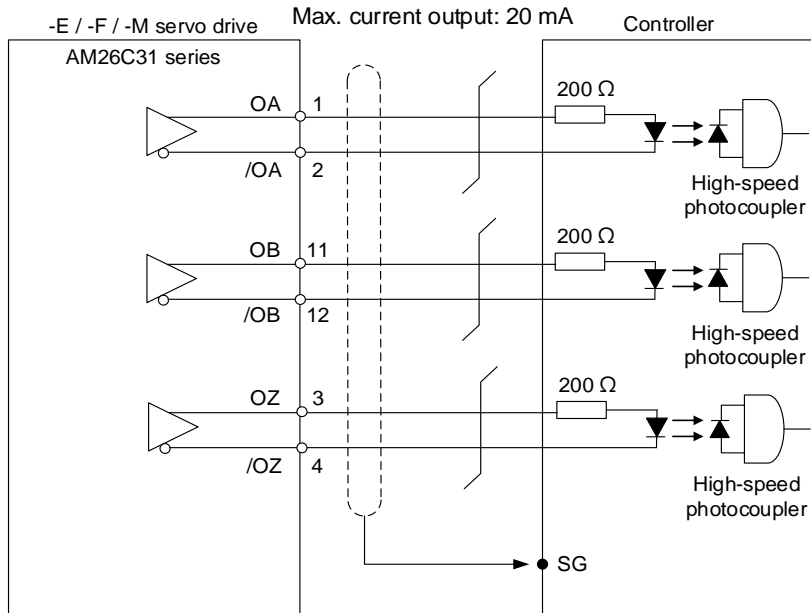 Max. current output: 20 mA
-E / -F / -M servo drive
Controller
AM26C31 series
200 Ω
OA
1
/OA
2
High-speed
photocoupler
200 Ω
OB
11
/OB
12
High-speed
photocoupler
200 Ω
OZ
3
/OZ
4
High-speed
photocoupler
SG